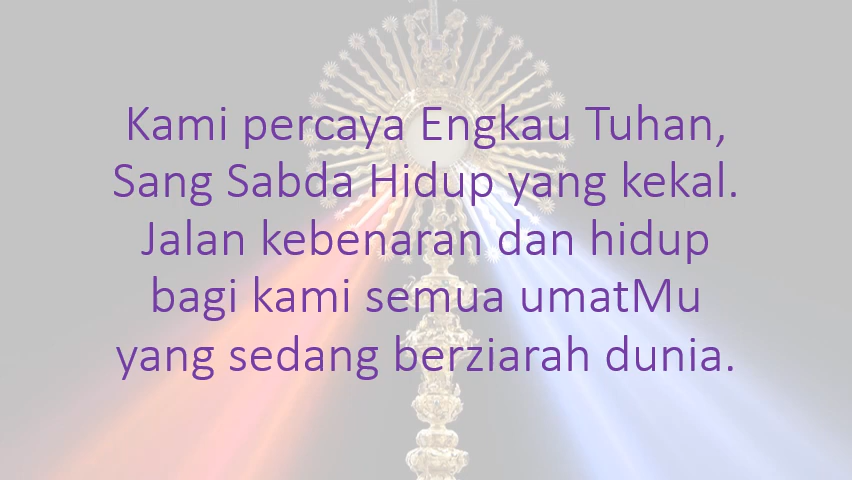 Kami percaya Engkau Tuhan,
Sang Sabda Hidup yang kekal.
Jalan kebenaran dan hidup
bagi kami semua umatMu
yang sedang berziarah dunia.